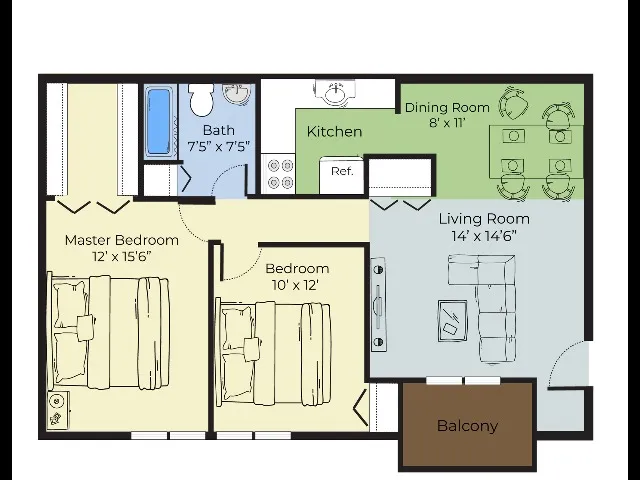 Bath
7'5" x 7'5"
Kitchen
Ref.
Dining Room
8' x 11'
Living Room
14' x 14'6"
Master Bedroom
12' x 15'6"
Bedroom
10' x 12'
Balcony